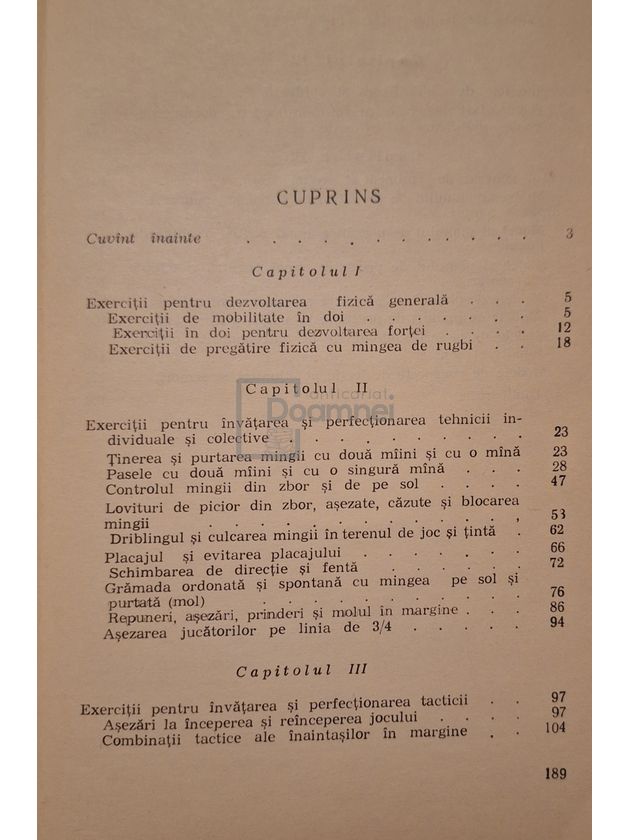 CUPRINS
Cuvînt înainte . . . . . . . . . . . . 3
Capitolul I
Exerciții pentru dezvoltarea fizică generală . . . 5
Exerciții de mobilitate în doi . . . . . . . 5
Exerciții în doi pentru dezvoltarea forței . . . . 12
Exerciții de pregătire fizică cu mingea de rugbi . . 18
anticariat
Doamnei
Capitolul II
Exerciții pentru învățarea și perfecționarea tehnicii in-
dividuale și colective . . . . . . . . . . 23
Ținerea și purtarea mingii cu două mîini și cu o mînă 23
Pasele cu două mîini și cu o singură mînă . . . 28
Controlul mingii din zbor și de pe sol . . . . 47
Lovituri de picior din zbor, așezate, căzute și blocarea
mingii . . . . . . . . . . . . . 53
Driblingul și culcarea mingii în terenul de joc și țintă . 62
Placajul și evitarea placajului . . . . . . 66
Schimbarea de direcție și fentă . . . . . . 72
Grămada ordonată și spontană cu mingea pe sol și
purtată (mol) . . . . . . . . . . 76
Repuneri, așezări, prinderi și molul în margine . . . 86
Așezarea jucătorilor pe linia de 3/4 . . . . . 94
Capitolul III
Exerciții pentru învățarea și perfecționarea tacticii . . 97
Așezări la începerea și reînceperea jocului . . . . 97
Combinații tactice ale înaintașilor în margine . . 104
189